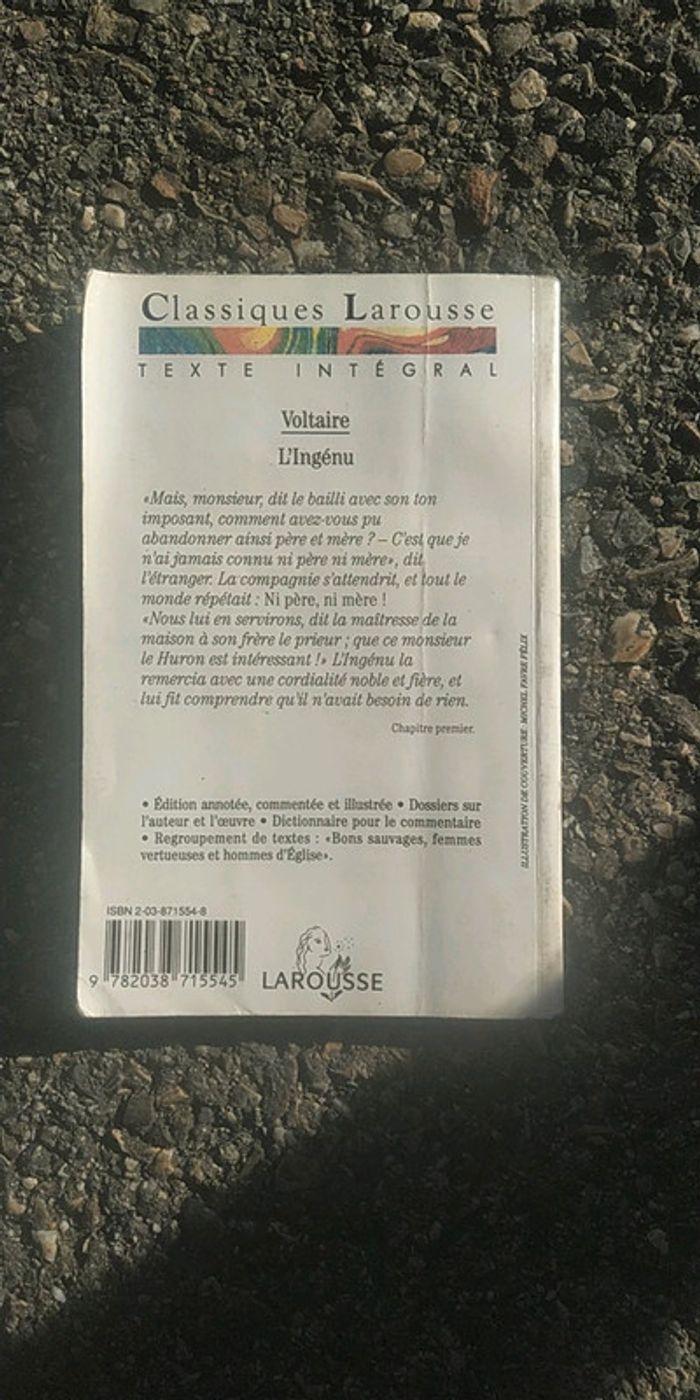 Classiques Larousse
TEXTE INTÉGRAL
Voltaire
L'Ingénu
«Mais, monsieur, dit le bailli avec son ton
imposant, comment avez-vous pu
abandonner ainsi père et mère ? – C'est que je
n'ai jamais connu ni père ni mère», dit
l'étranger. La compagnie s'attendrit, et tout le
monde répétait : Ni père, ni mère !
«Nous lui en servirons, dit la maîtresse de la
maison à son frère le prieur ; que ce monsieur
le Huron est intéressant !» L'Ingénu la
remercia avec une cordialité noble et fière, et
lui fit comprendre qu'il n'avait besoin de rien.
Chapitre premier.
• Édition annotée, commentée et illustrée • Dossiers sur
l'auteur et l'œuvre • Dictionnaire pour le commentaire
• Regroupement de textes : «Bons sauvages, femmes
vertueuses et hommes d'Église».
ILLUSTRATION DE COUVERTURE : MICHEL FAVRE FÉLIX
ISBN 2-03-871554-8
9 782038 715545
LAROUSSE